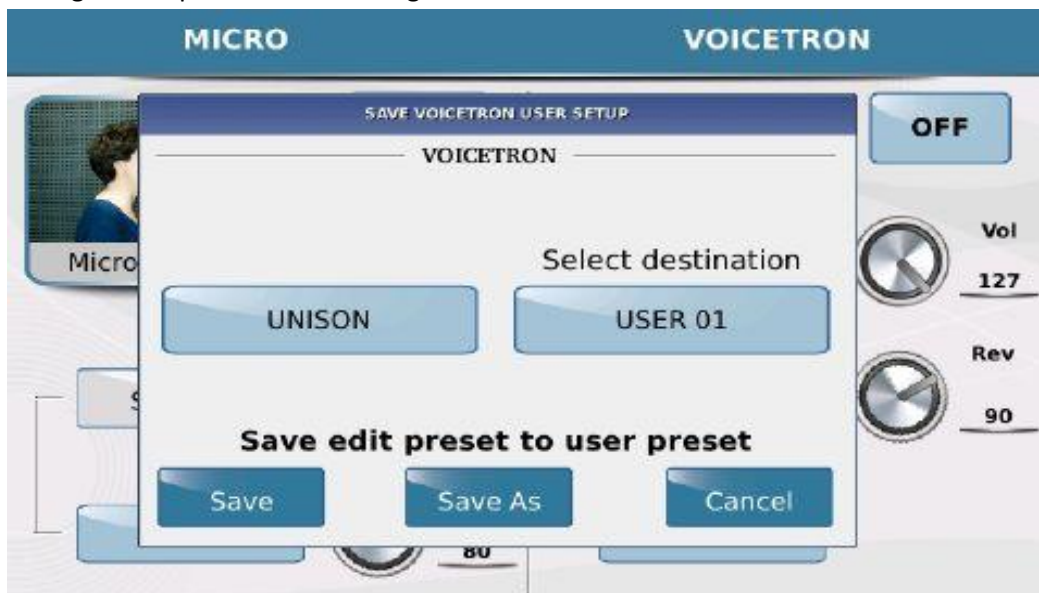 MICRO
VOICETRON
SAVE VOICETRON USER SETUP
OFF
VOICETRON
Micro
Select destination
Vol
127
UNISON
USER 01
Rev
90
S
Save edit preset to user preset
Save
Save As
Cancel
80